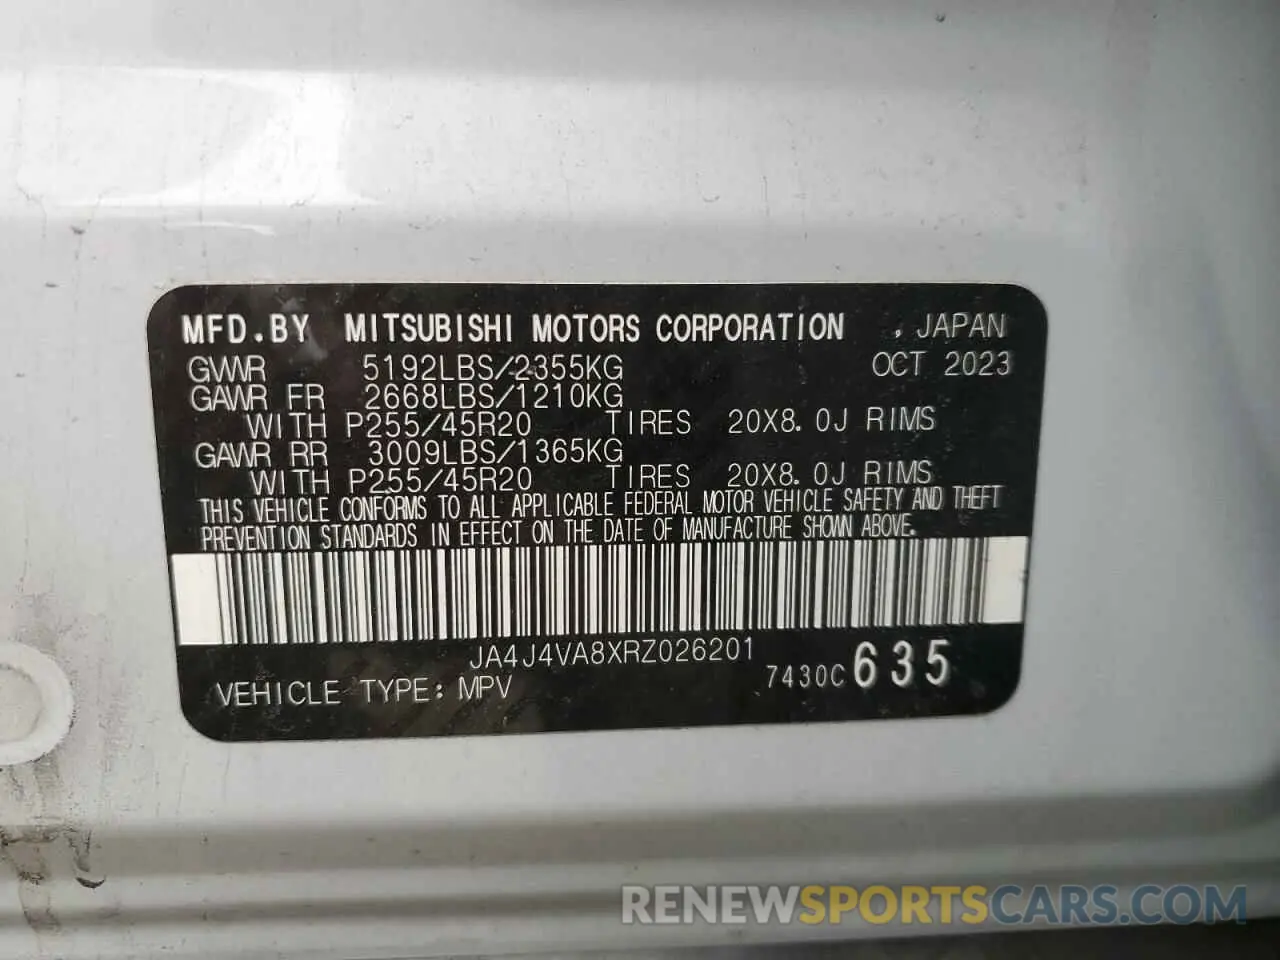 MFD.BY MITSUBISHI MOTORS CORPORATION , JAPAN
GVWR 5192LBS/2355KG OCT 2023
GAWR FR 2668LBS/1210KG
WITH P255/45R20 TIRES 20X8.0J RIMS
GAWR RR 3009LBS/1365KG
WITH P255/45R20 TIRES 20X8.0J RIMS
THIS VEHICLE CONFORMS TO ALL APPLICABLE FEDERAL MOTOR VEHICLE SAFETY AND THEFT
PREVENTION STANDARDS IN EFFECT ON THE DATE OF MANUFACTURE SHOWN ABOVE.
JA4J4VA8XRZ026201
7430C 635
VEHICLE TYPE: MPV
RENEWSPORTSCARS.COM